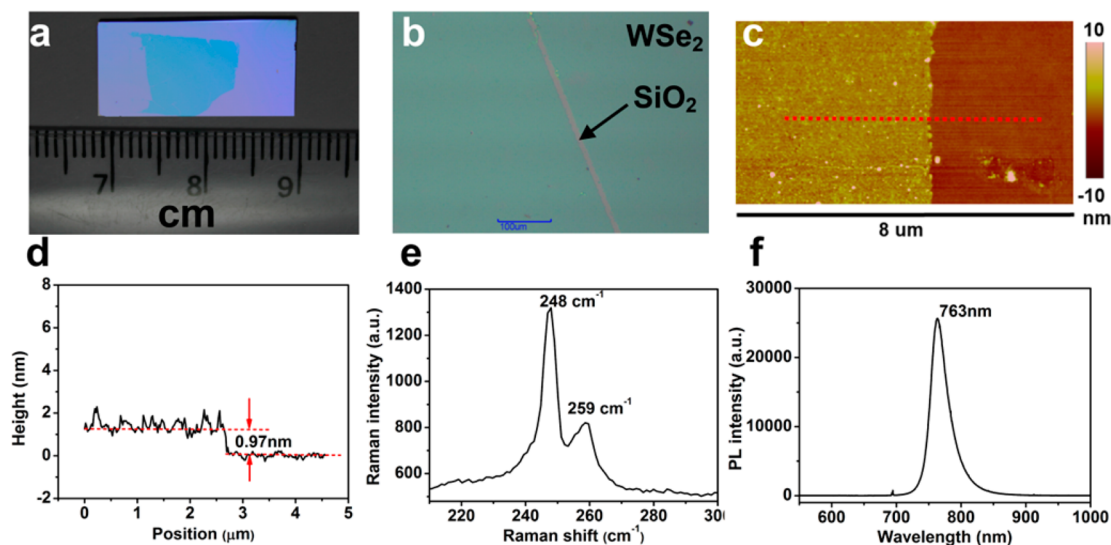 a
7 8 9
cm
b
WSe₂
SiO₂
100um
c
10
-10
nm
8 um
d
8
6
4
2
0
-2
Height (nm)
0.97nm
0 1 2 3 4 5
Position (μm)
e
1400
1200
1000
800
600
Raman intensity (a.u.)
248 cm⁻¹
259 cm⁻¹
220 240 260 280 300
Raman shift (cm⁻¹)
f
30000
20000
10000
0
PL intensity (a.u.)
763nm
600 700 800 900 1000
Wavelength (nm)